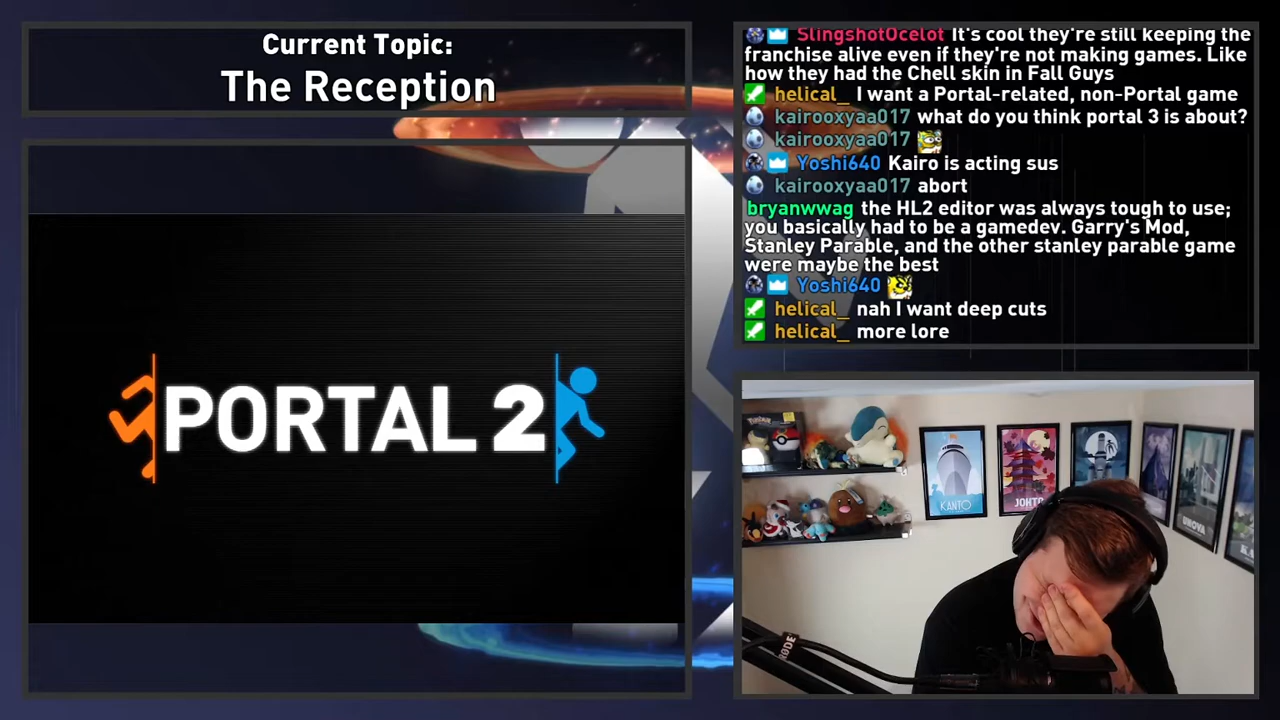 Current Topic:
The Reception
PORTAL 2
SlingshotOcelot It's cool they're still keeping the
franchise alive even if they're not making games. Like
how they had the Chell skin in Fall Guys
helical_ I want a Portal-related, non-Portal game
kairooxyaa017 what do you think portal 3 is about?
kairooxyaa017
Yoshi640 Kairo is acting sus
kairooxyaa017 abort
bryanwwag the HL2 editor was always tough to use;
you basically had to be a gamedev. Garry's Mod,
Stanley Parable, and the other stanley parable game
were maybe the best
Yoshi640
helical_ nah I want deep cuts
helical_ more lore
KANTO
JOHTO
UNOVA
RØDE